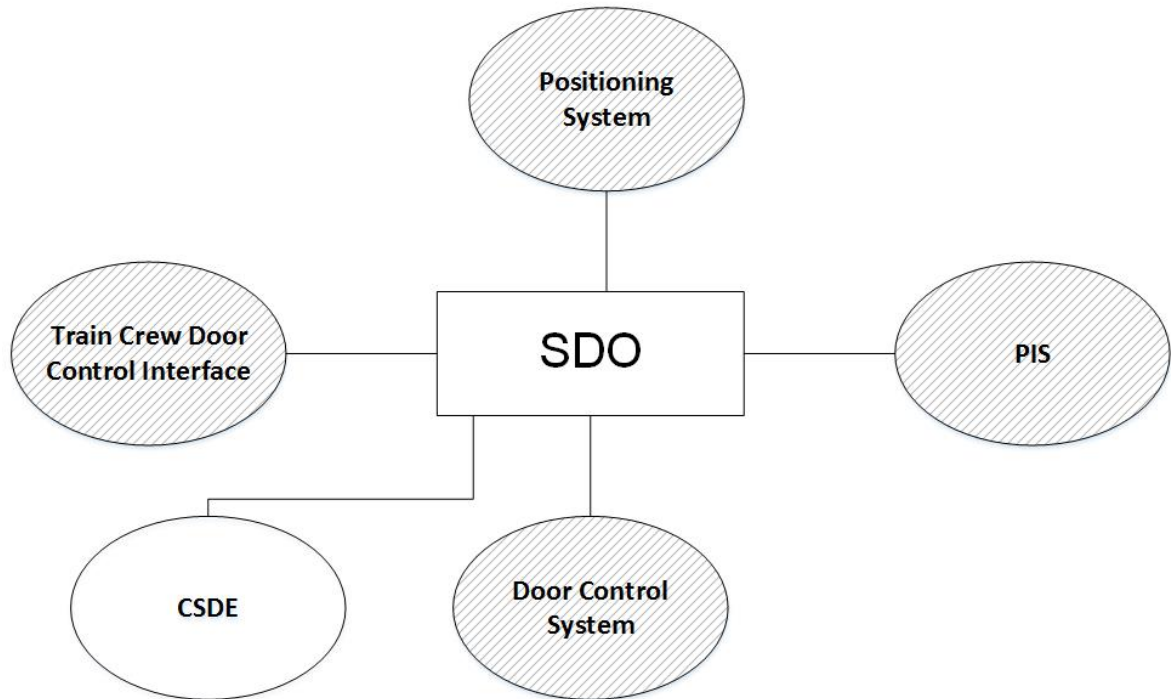 Positioning
System
Train Crew Door
Control Interface
SDO
PIS
CSDE
Door Control
System